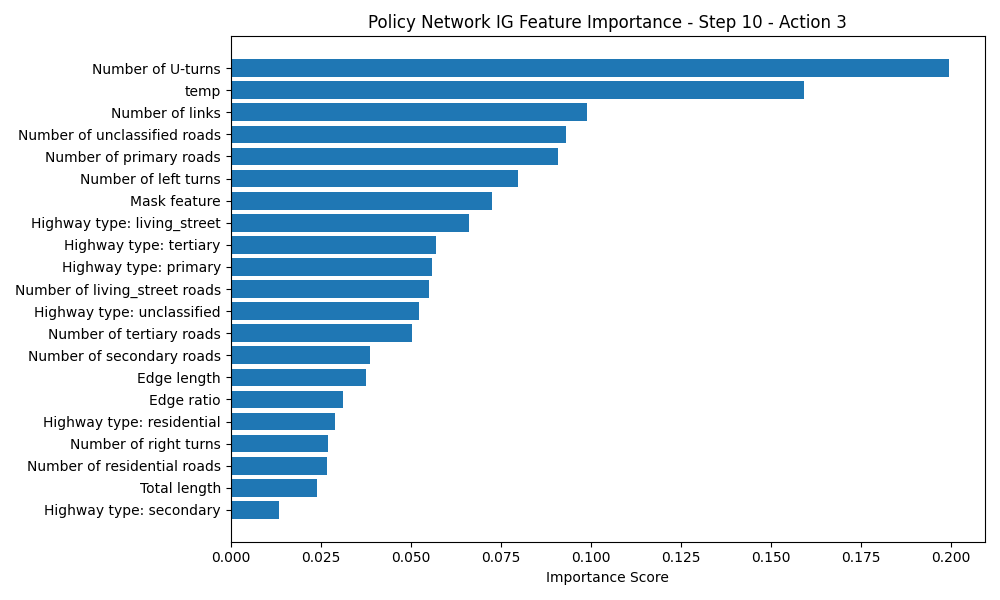 Policy Network IG Feature Importance - Step 10 - Action 3
Number of U-turns
temp
Number of links
Number of unclassified roads
Number of primary roads
Number of left turns
Mask feature
Highway type: living_street
Highway type: tertiary
Highway type: primary
Number of living_street roads
Highway type: unclassified
Number of tertiary roads
Number of secondary roads
Edge length
Edge ratio
Highway type: residential
Number of right turns
Number of residential roads
Total length
Highway type: secondary
0.000 0.025 0.050 0.075 0.100 0.125 0.150 0.175 0.200
Importance Score